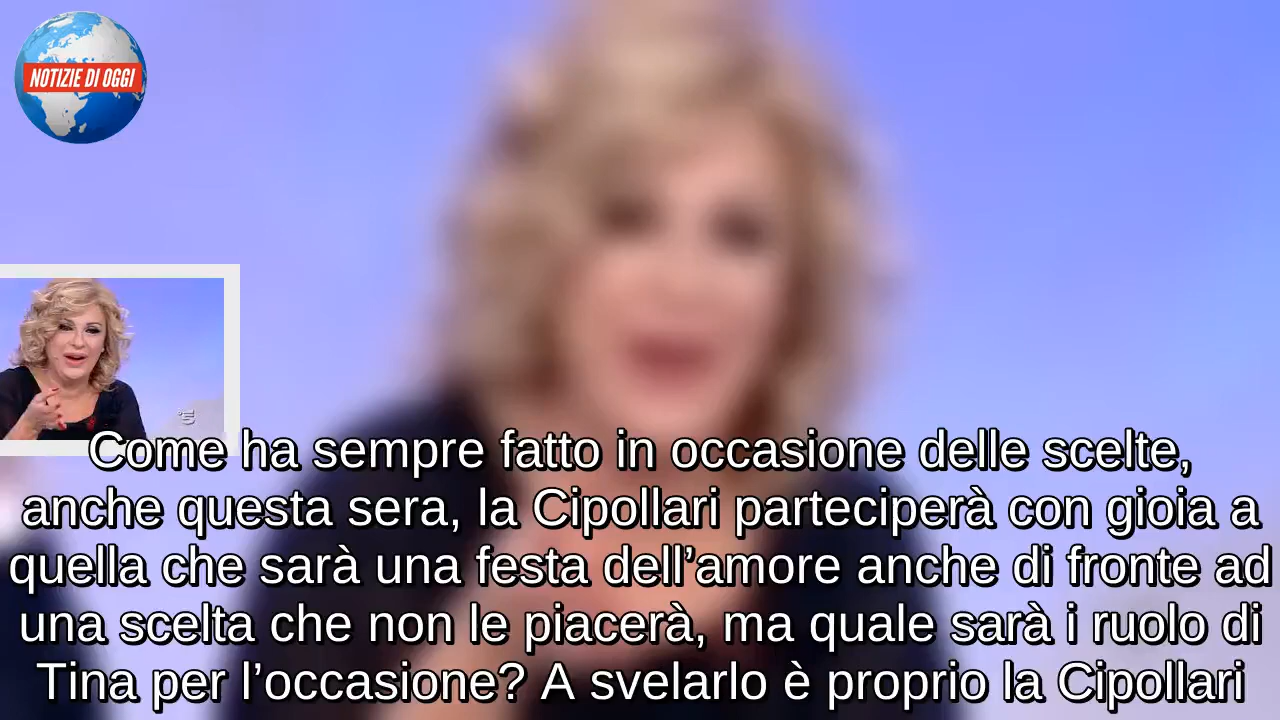 NOTIZIE DI OGGI
Come ha sempre fatto in occasione delle scelte,
anche questa sera, la Cipollari parteciperà con gioia a
quella che sarà una festa dell’amore anche di fronte ad
una scelta che non le piacerà, ma quale sarà i ruolo di
Tina per l’occasione? A svelarlo è proprio la Cipollari